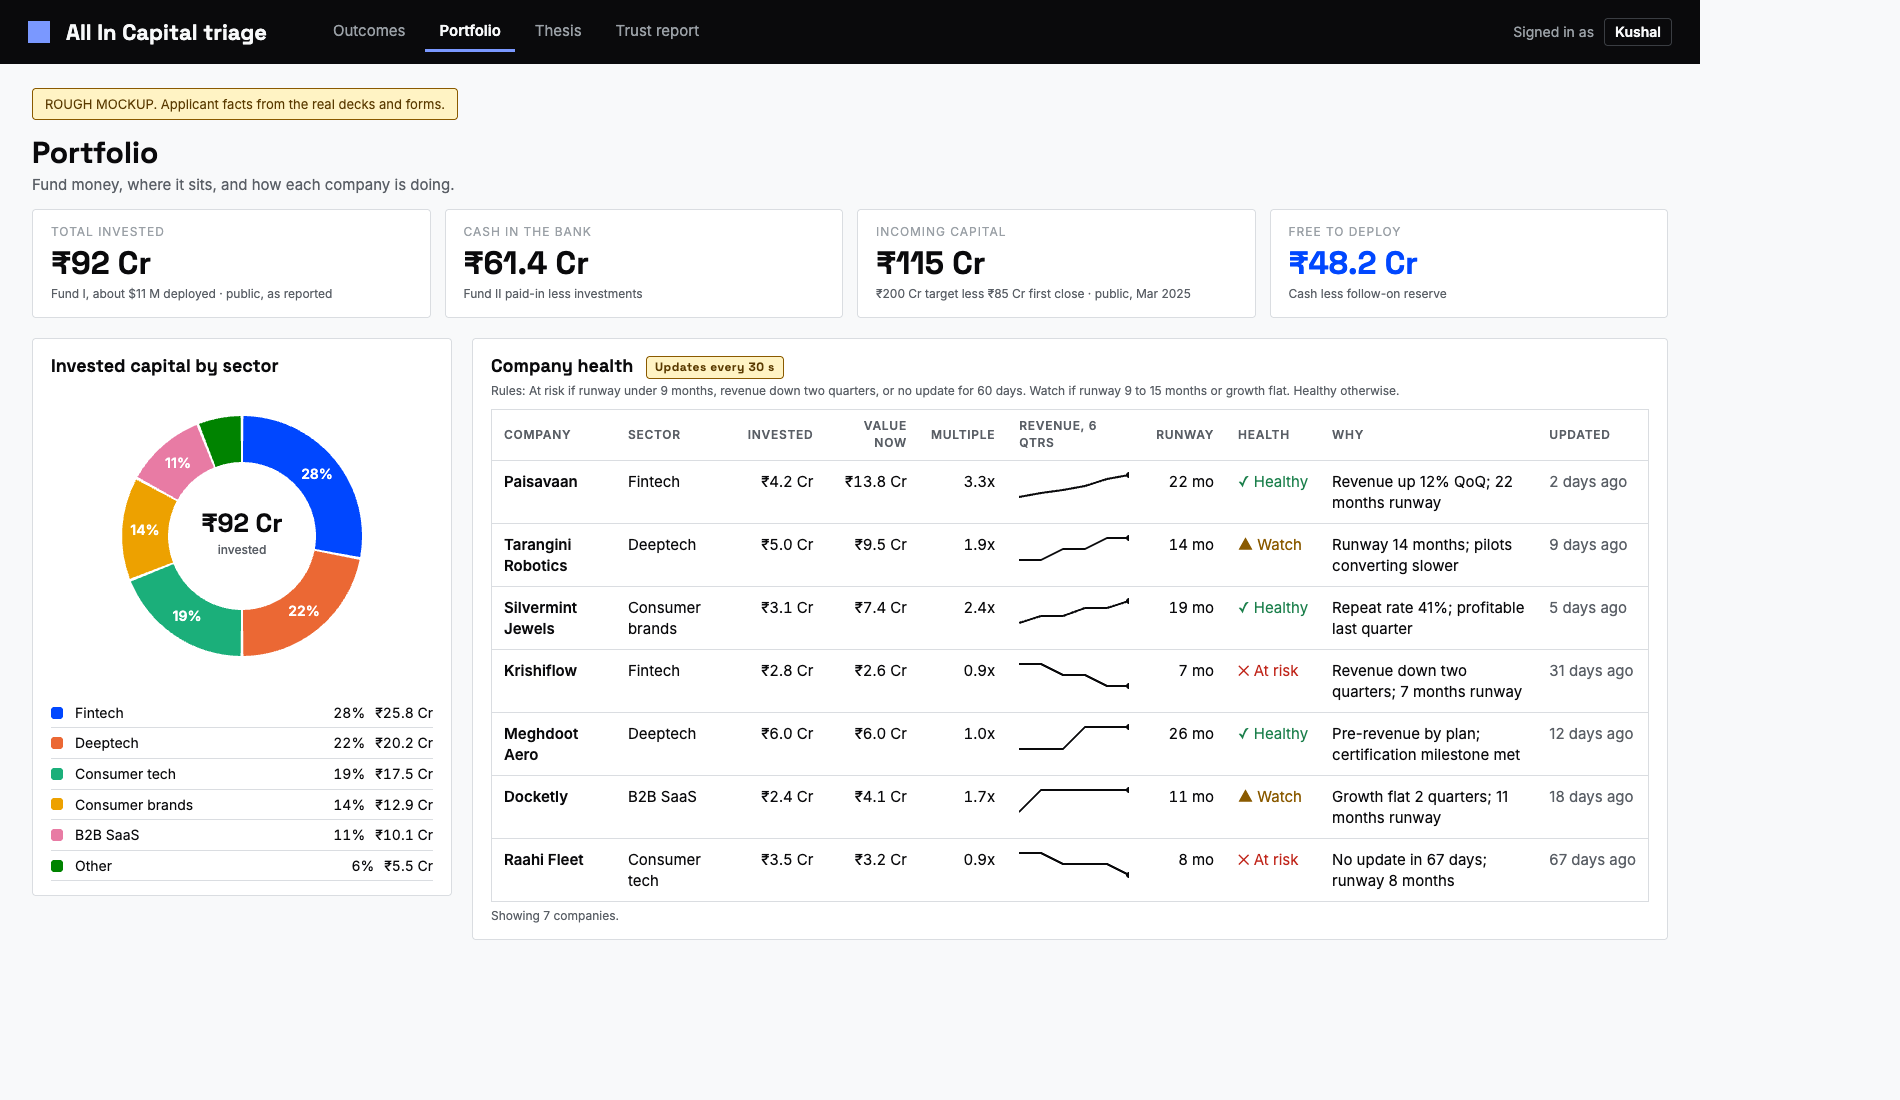 All In Capital triage
Outcomes
Portfolio
Thesis
Trust report
Signed in as
Kushal
ROUGH MOCKUP. Applicant facts from the real decks and forms.
Portfolio
Fund money, where it sits, and how each company is doing.
TOTAL INVESTED
₹92 Cr
Fund I, about $11 M deployed · public, as reported
CASH IN THE BANK
₹61.4 Cr
Fund II paid-in less investments
INCOMING CAPITAL
₹115 Cr
₹200 Cr target less ₹85 Cr first close · public, Mar 2025
FREE TO DEPLOY
₹48.2 Cr
Cash less follow-on reserve
Invested capital by sector
28%
22%
19%
14%
11%
₹92 Cr
invested
Fintech 28% ₹25.8 Cr
Deeptech 22% ₹20.2 Cr
Consumer tech 19% ₹17.5 Cr
Consumer brands 14% ₹12.9 Cr
B2B SaaS 11% ₹10.1 Cr
Other 6% ₹5.5 Cr
Company health
Updates every 30 s
Rules: At risk if runway under 9 months, revenue down two quarters, or no update for 60 days. Watch if runway 9 to 15 months or growth flat. Healthy otherwise.
COMPANY SECTOR INVESTED VALUE NOW MULTIPLE REVENUE, 6 QTRS RUNWAY HEALTH WHY UPDATED
Paisavaan Fintech ₹4.2 Cr ₹13.8 Cr 3.3x 22 mo ✓ Healthy Revenue up 12% QoQ; 22 months runway 2 days ago
Tarangini Robotics Deeptech ₹5.0 Cr ₹9.5 Cr 1.9x 14 mo ▲ Watch Runway 14 months; pilots converting slower 9 days ago
Silvermint Jewels Consumer brands ₹3.1 Cr ₹7.4 Cr 2.4x 19 mo ✓ Healthy Repeat rate 41%; profitable last quarter 5 days ago
Krishiflow Fintech ₹2.8 Cr ₹2.6 Cr 0.9x 7 mo ✕ At risk Revenue down two quarters; 7 months runway 31 days ago
Meghdoot Aero Deeptech ₹6.0 Cr ₹6.0 Cr 1.0x 26 mo ✓ Healthy Pre-revenue by plan; certification milestone met 12 days ago
Docketly B2B SaaS ₹2.4 Cr ₹4.1 Cr 1.7x 11 mo ▲ Watch Growth flat 2 quarters; 11 months runway 18 days ago
Raahi Fleet Consumer tech ₹3.5 Cr ₹3.2 Cr 0.9x 8 mo ✕ At risk No update in 67 days; runway 8 months 67 days ago
Showing 7 companies.